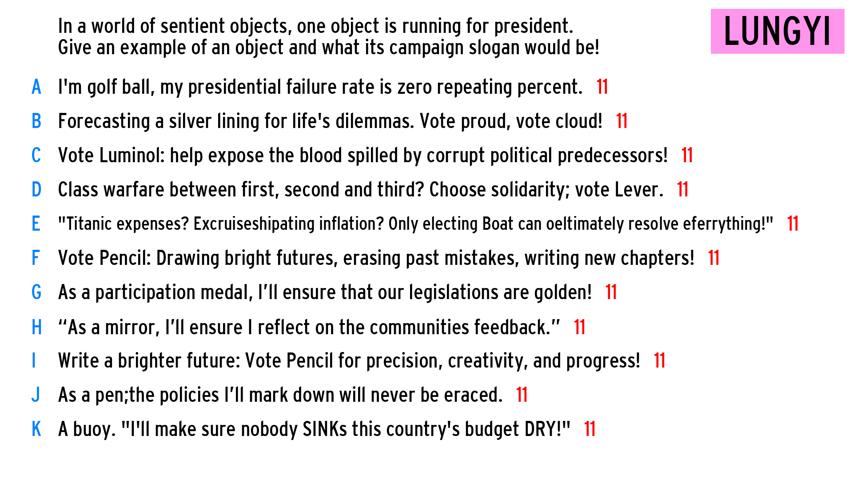 In a world of sentient objects, one object is running for president.
Give an example of an object and what its campaign slogan would be!
LUNGYI
A I'm golf ball, my presidential failure rate is zero repeating percent. 11
B Forecasting a silver lining for life's dilemmas. Vote proud, vote cloud! 11
C Vote Luminol: help expose the blood spilled by corrupt political predecessors! 11
D Class warfare between first, second and third? Choose solidarity; vote Lever. 11
E "Titanic expenses? Excruiseshipating inflation? Only electing Boat can oeltimately resolve eferrything!" 11
F Vote Pencil: Drawing bright futures, erasing past mistakes, writing new chapters! 11
G As a participation medal, I’ll ensure that our legislations are golden! 11
H “As a mirror, I’ll ensure I reflect on the communities feedback.” 11
I Write a brighter future: Vote Pencil for precision, creativity, and progress! 11
J As a pen;the policies I’ll mark down will never be eraced. 11
K A buoy. "I'll make sure nobody SINKs this country's budget DRY!" 11